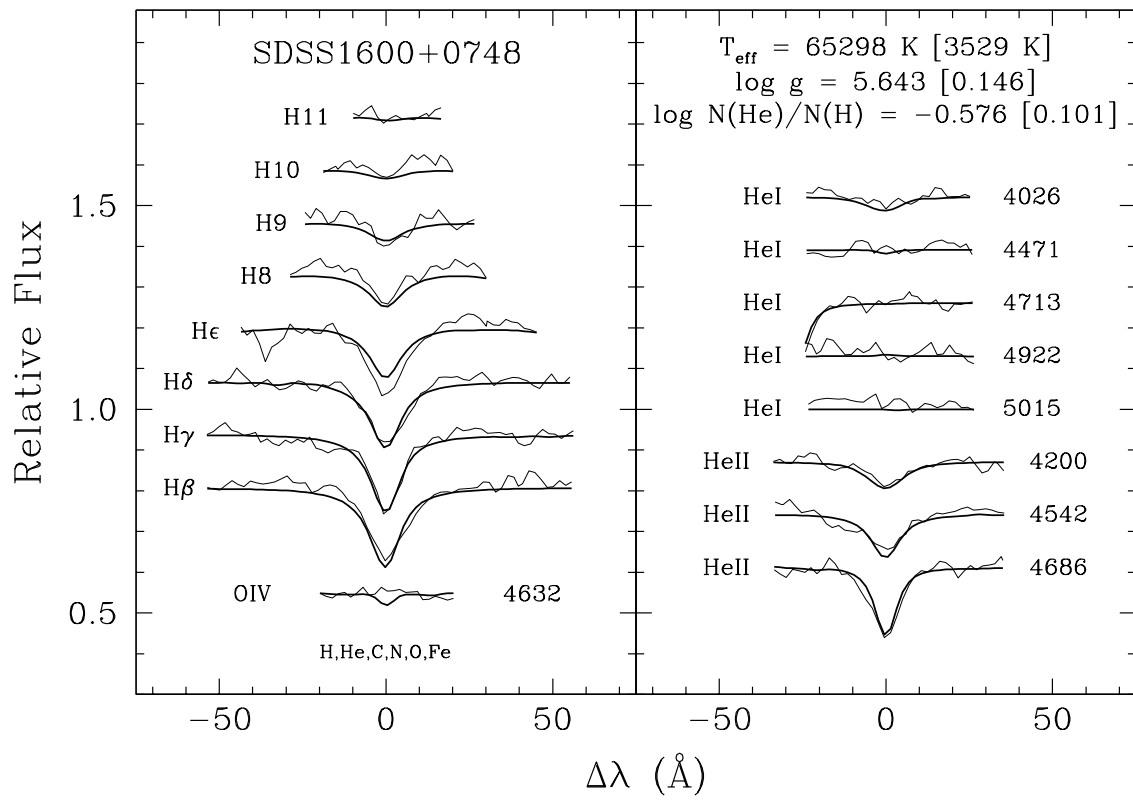 SDSS1600+0748
H11
H10
H9
H8
Hϵ
Hδ
Hγ
Hβ
OIV 4632
H,He,C,N,O,Fe
T_eff = 65298 K [3529 K]
log g = 5.643 [0.146]
log N(He)/N(H) = −0.576 [0.101]
HeI 4026
HeI 4471
HeI 4713
HeI 4922
HeI 5015
HeII 4200
HeII 4542
HeII 4686
Relative Flux
1.5
1.0
0.5
−50 0 50
−50 0 50
Δλ (Å)